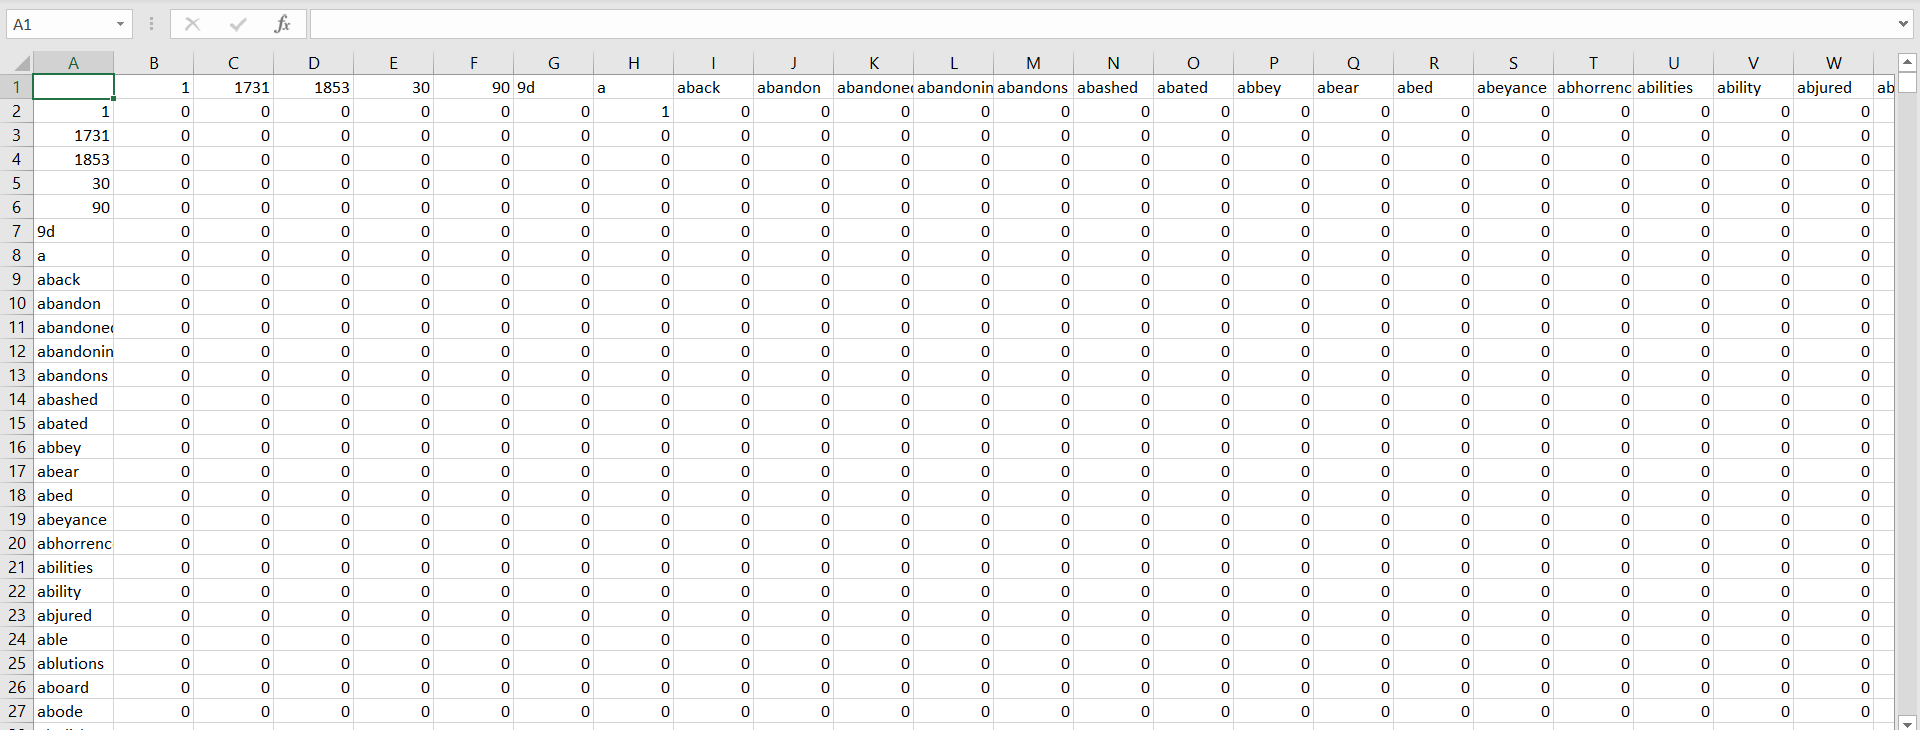 A1 fx
A B C D E F G H I J K L M N O P Q R S T U V W
1 1 1731 1853 30 90 9d a aback abandon abandoned abandonin abandons abashed abated abbey abear abed abeyance abhorrenc abilities ability abjured ab
2 1 0 0 0 0 0 0 1 0 0 0 0 0 0 0 0 0 0 0 0 0 0 0
3 1731 0 0 0 0 0 0 0 0 0 0 0 0 0 0 0 0 0 0 0 0 0 0
4 1853 0 0 0 0 0 0 0 0 0 0 0 0 0 0 0 0 0 0 0 0 0 0
5 30 0 0 0 0 0 0 0 0 0 0 0 0 0 0 0 0 0 0 0 0 0 0
6 90 0 0 0 0 0 0 0 0 0 0 0 0 0 0 0 0 0 0 0 0 0 0
7 9d 0 0 0 0 0 0 0 0 0 0 0 0 0 0 0 0 0 0 0 0 0 0
8 a 0 0 0 0 0 0 0 0 0 0 0 0 0 0 0 0 0 0 0 0 0 0
9 aback 0 0 0 0 0 0 0 0 0 0 0 0 0 0 0 0 0 0 0 0 0 0
10 abandon 0 0 0 0 0 0 0 0 0 0 0 0 0 0 0 0 0 0 0 0 0 0
11 abandoned 0 0 0 0 0 0 0 0 0 0 0 0 0 0 0 0 0 0 0 0 0 0
12 abandonin 0 0 0 0 0 0 0 0 0 0 0 0 0 0 0 0 0 0 0 0 0 0
13 abandons 0 0 0 0 0 0 0 0 0 0 0 0 0 0 0 0 0 0 0 0 0 0
14 abashed 0 0 0 0 0 0 0 0 0 0 0 0 0 0 0 0 0 0 0 0 0 0
15 abated 0 0 0 0 0 0 0 0 0 0 0 0 0 0 0 0 0 0 0 0 0 0
16 abbey 0 0 0 0 0 0 0 0 0 0 0 0 0 0 0 0 0 0 0 0 0 0
17 abear 0 0 0 0 0 0 0 0 0 0 0 0 0 0 0 0 0 0 0 0 0 0
18 abed 0 0 0 0 0 0 0 0 0 0 0 0 0 0 0 0 0 0 0 0 0 0
19 abeyance 0 0 0 0 0 0 0 0 0 0 0 0 0 0 0 0 0 0 0 0 0 0
20 abhorrenc 0 0 0 0 0 0 0 0 0 0 0 0 0 0 0 0 0 0 0 0 0 0
21 abilities 0 0 0 0 0 0 0 0 0 0 0 0 0 0 0 0 0 0 0 0 0 0
22 ability 0 0 0 0 0 0 0 0 0 0 0 0 0 0 0 0 0 0 0 0 0 0
23 abjured 0 0 0 0 0 0 0 0 0 0 0 0 0 0 0 0 0 0 0 0 0 0
24 able 0 0 0 0 0 0 0 0 0 0 0 0 0 0 0 0 0 0 0 0 0 0
25 ablutions 0 0 0 0 0 0 0 0 0 0 0 0 0 0 0 0 0 0 0 0 0 0
26 aboard 0 0 0 0 0 0 0 0 0 0 0 0 0 0 0 0 0 0 0 0 0 0
27 abode 0 0 0 0 0 0 0 0 0 0 0 0 0 0 0 0 0 0 0 0 0 0